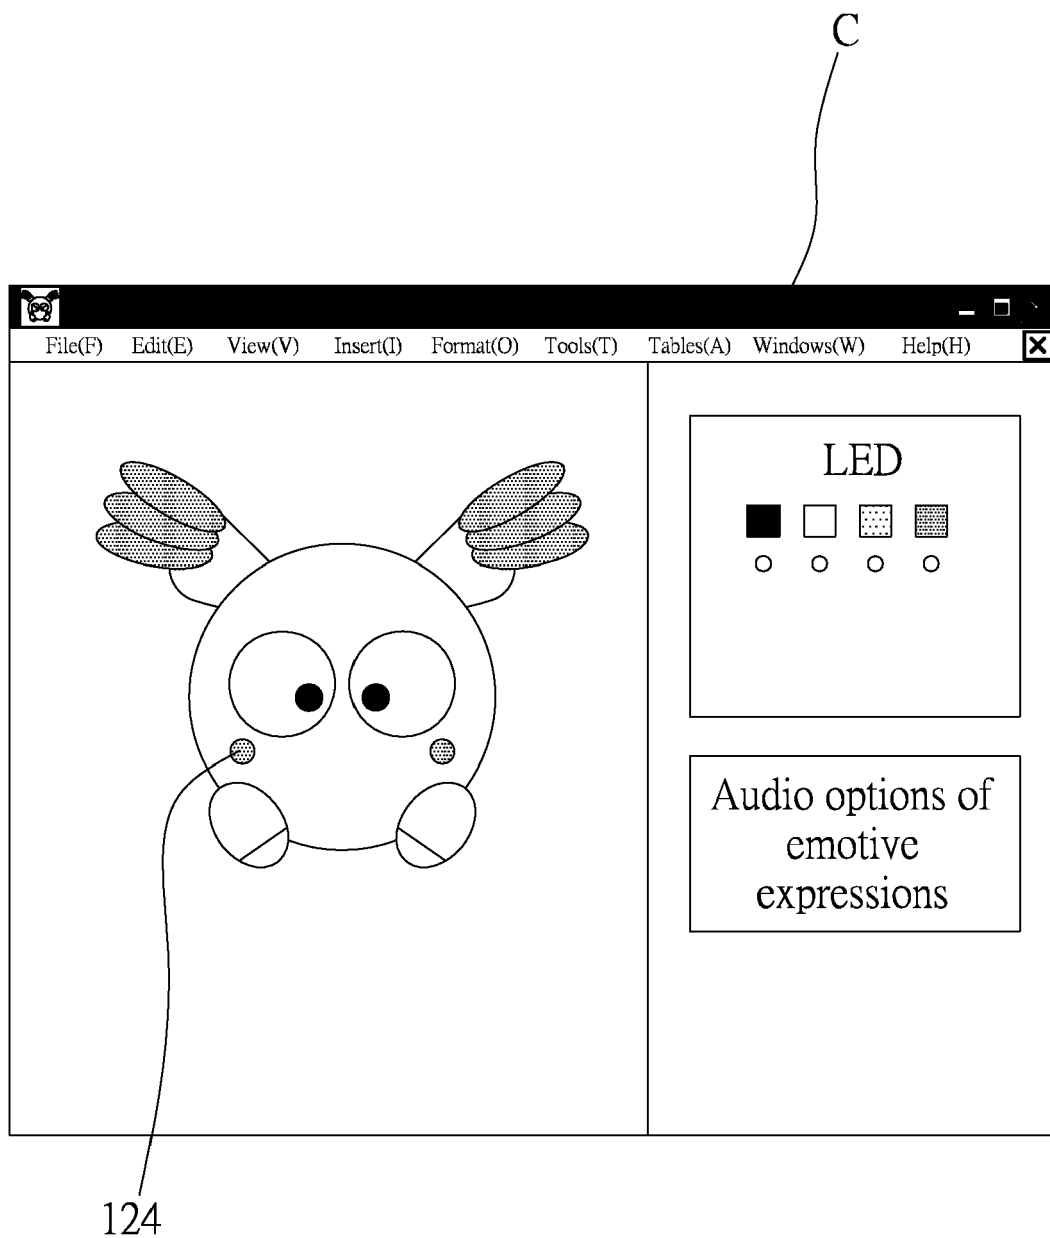 C
File(F) Edit(E) View(V) Insert(I) Format(O) Tools(T) Tables(A) Windows(W) Help(H)
LED
Audio options of
emotive
expressions
124